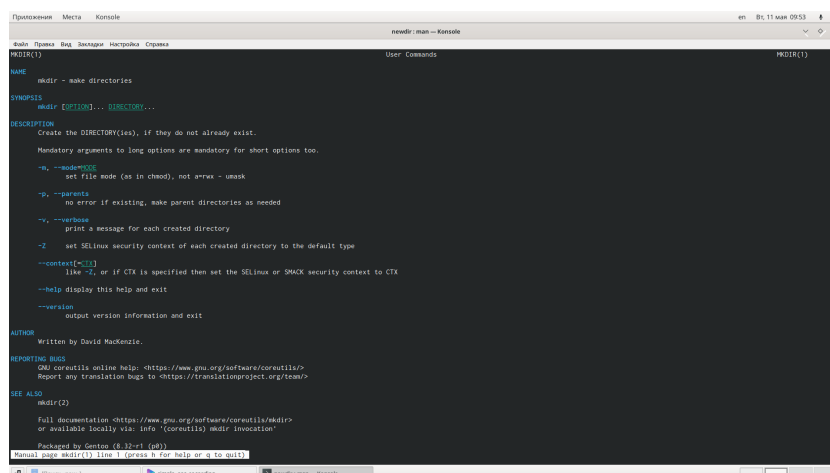 Приложения Места Konsole en Вт, 11 мая 09:53
newdir : man — Konsole
Файл Правка Вид Закладки Настройка Справка
MKDIR(1) User Commands MKDIR(1)
NAME
mkdir - make directories
SYNOPSIS
mkdir [OPTION]... DIRECTORY...
DESCRIPTION
Create the DIRECTORY(ies), if they do not already exist.
Mandatory arguments to long options are mandatory for short options too.
-m, --mode=MODE
set file mode (as in chmod), not a=rwx - umask
-p, --parents
no error if existing, make parent directories as needed
-v, --verbose
print a message for each created directory
-Z set SELinux security context of each created directory to the default type
--context[=CTX]
like -Z, or if CTX is specified then set the SELinux or SMACK security context to CTX
--help display this help and exit
--version
output version information and exit
AUTHOR
Written by David MacKenzie.
REPORTING BUGS
GNU coreutils online help: <https://www.gnu.org/software/coreutils/>
Report any translation bugs to <https://translationproject.org/team/>
SEE ALSO
mkdir(2)
Full documentation <https://www.gnu.org/software/coreutils/mkdir>
or available locally via: info '(coreutils) mkdir invocation'
Packaged by Gentoo (8.32-r1 (p0))
Manual page mkdir(1) line 1 (press h for help or q to quit)